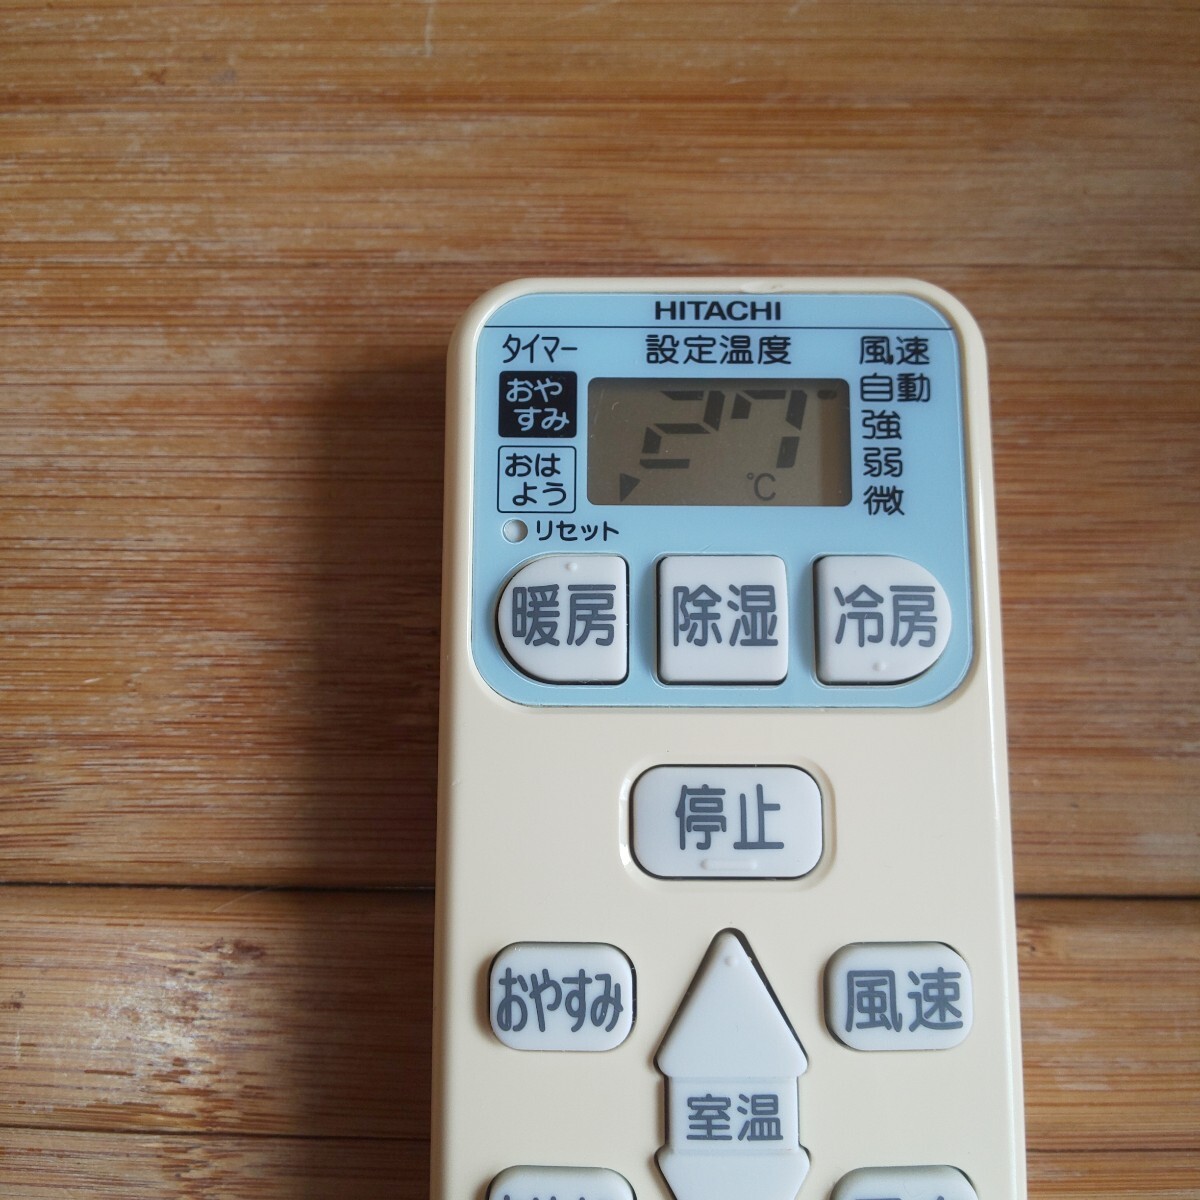 HITACHI
タイマー
おや
すみ
おは
よう
リセット
設定温度
27
℃
風速
自動
強
弱
微
暖房
除湿
冷房
停止
おやすみ
風速
室温